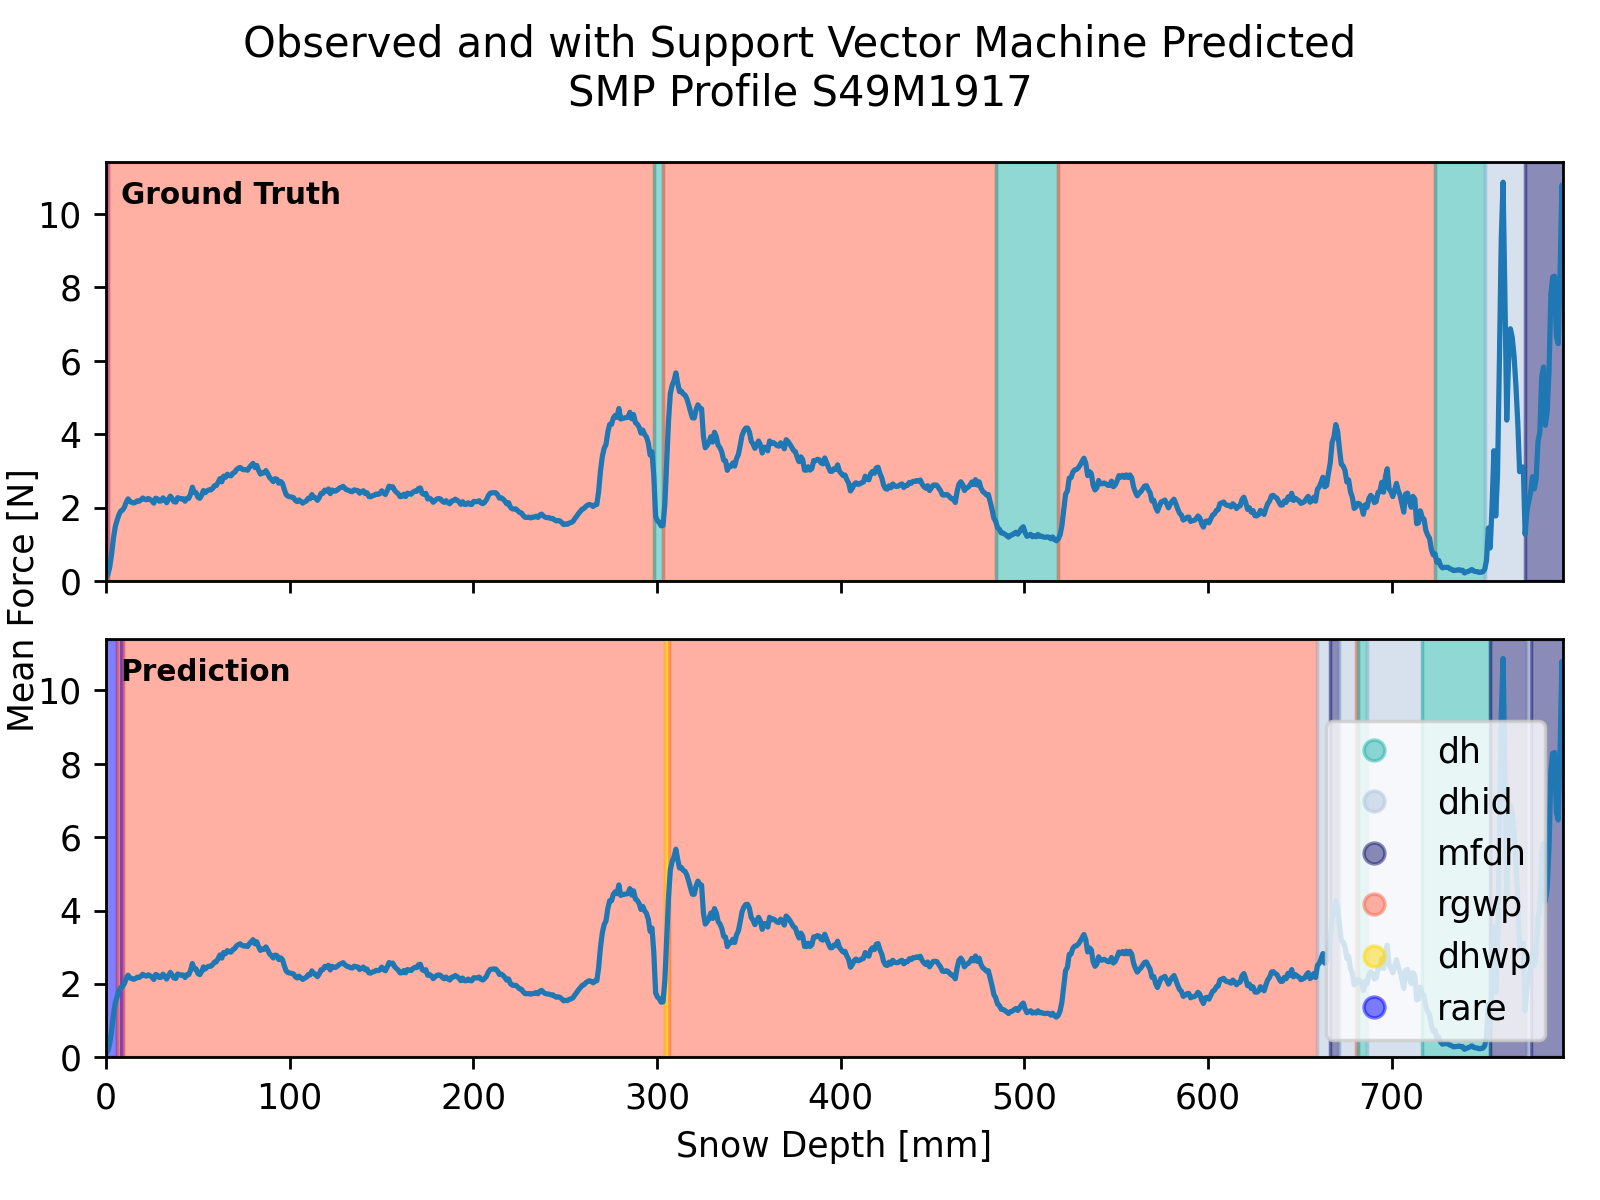 Observed and with Support Vector Machine Predicted
SMP Profile S49M1917
Ground Truth
10
8
6
4
2
0
Mean Force [N]
Prediction
10
8
6
4
2
0
dh
dhid
mfdh
rgwp
dhwp
rare
0 100 200 300 400 500 600 700
Snow Depth [mm]